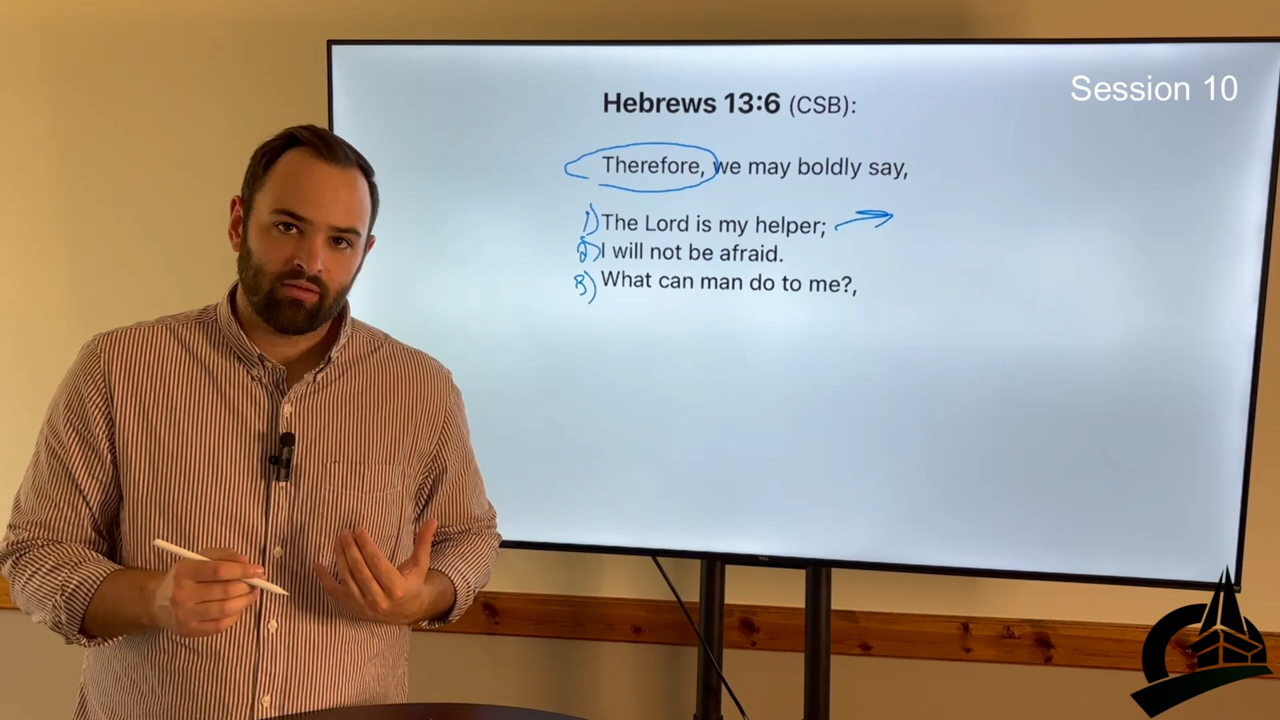 Session 10
Hebrews 13:6 (CSB):
Therefore, we may boldly say,
1) The Lord is my helper;
2) I will not be afraid.
3) What can man do to me?,
TCL